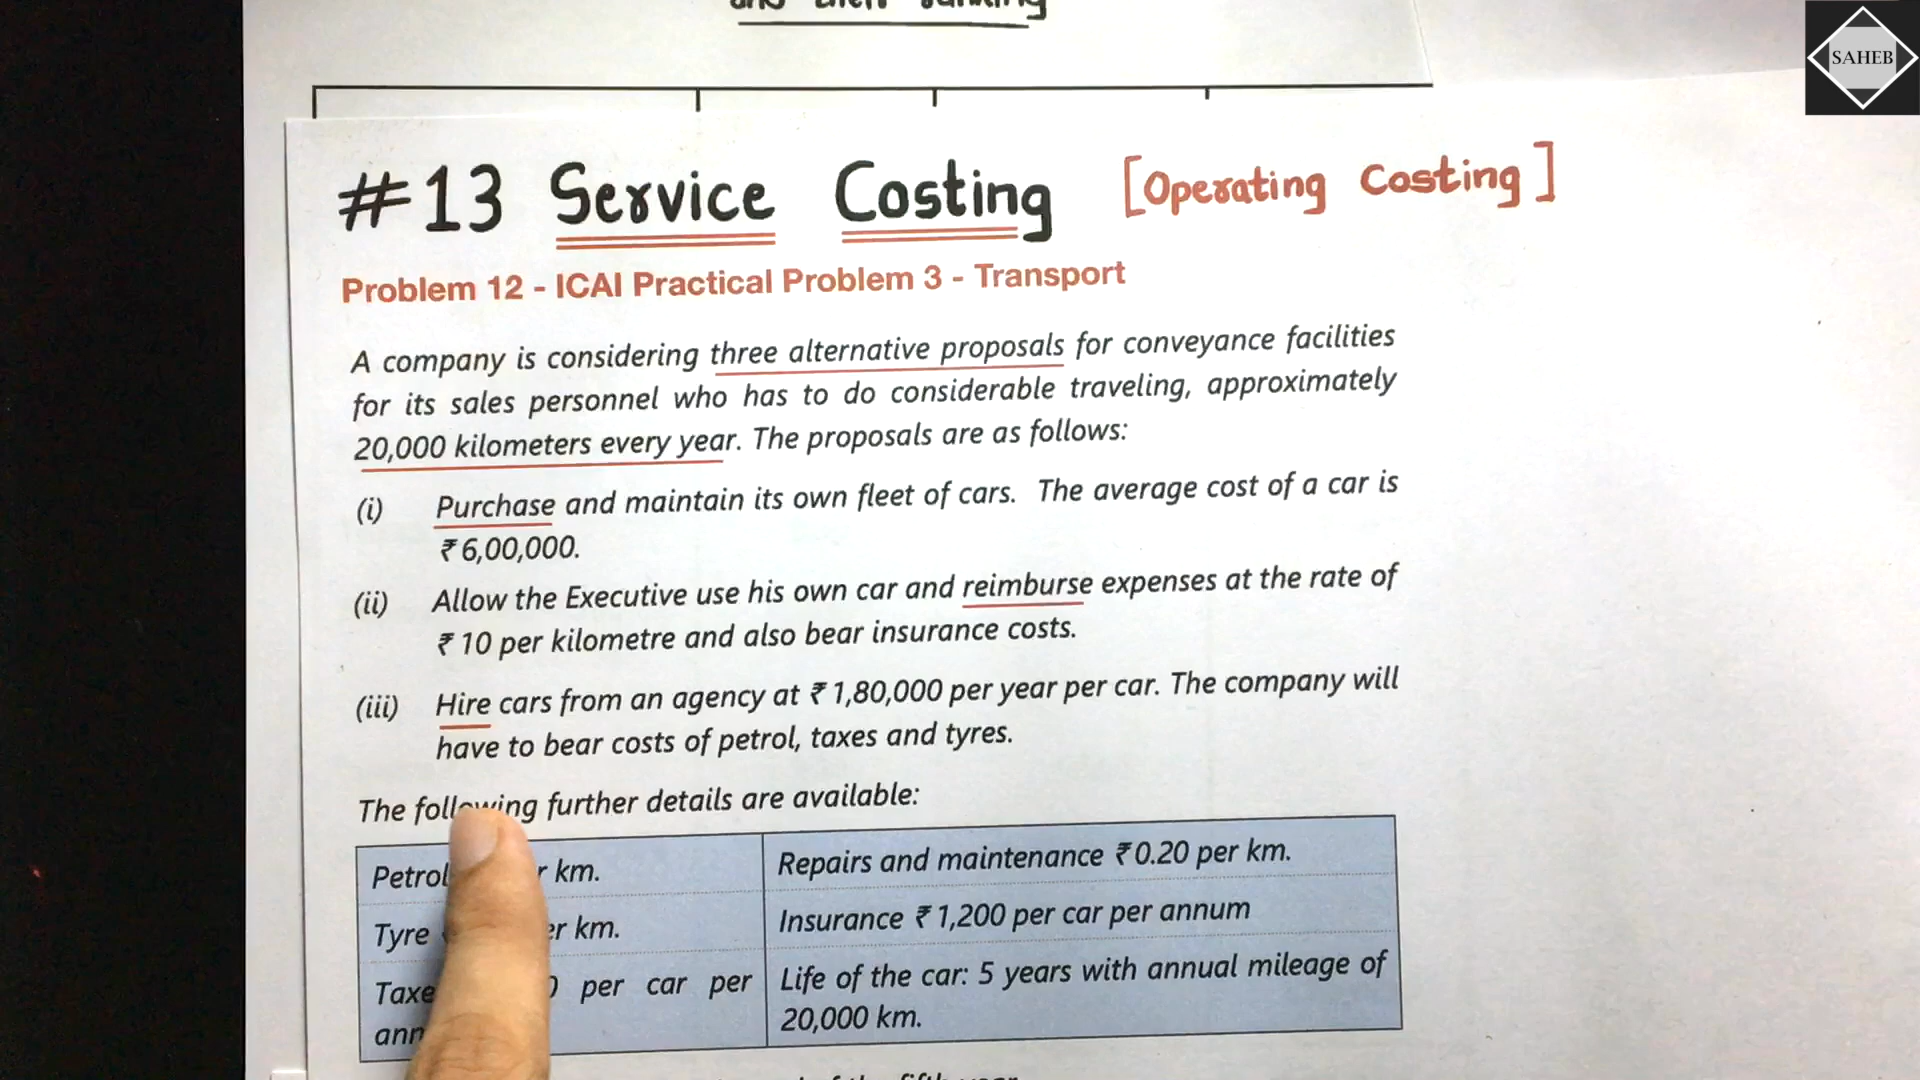 SAHEB
#13 Service Costing [Operating Costing]
Problem 12 - ICAI Practical Problem 3 - Transport
A company is considering three alternative proposals for conveyance facilities
for its sales personnel who has to do considerable traveling, approximately
20,000 kilometers every year. The proposals are as follows:
(i) Purchase and maintain its own fleet of cars. The average cost of a car is
₹6,00,000.
(ii) Allow the Executive use his own car and reimburse expenses at the rate of
₹ 10 per kilometre and also bear insurance costs.
(iii) Hire cars from an agency at ₹ 1,80,000 per year per car. The company will
have to bear costs of petrol, taxes and tyres.
The following further details are available:
Petrol km. Repairs and maintenance ₹0.20 per km.
Tyre km. Insurance ₹ 1,200 per car per annum
per car per Life of the car: 5 years with annual mileage of
20,000 km.